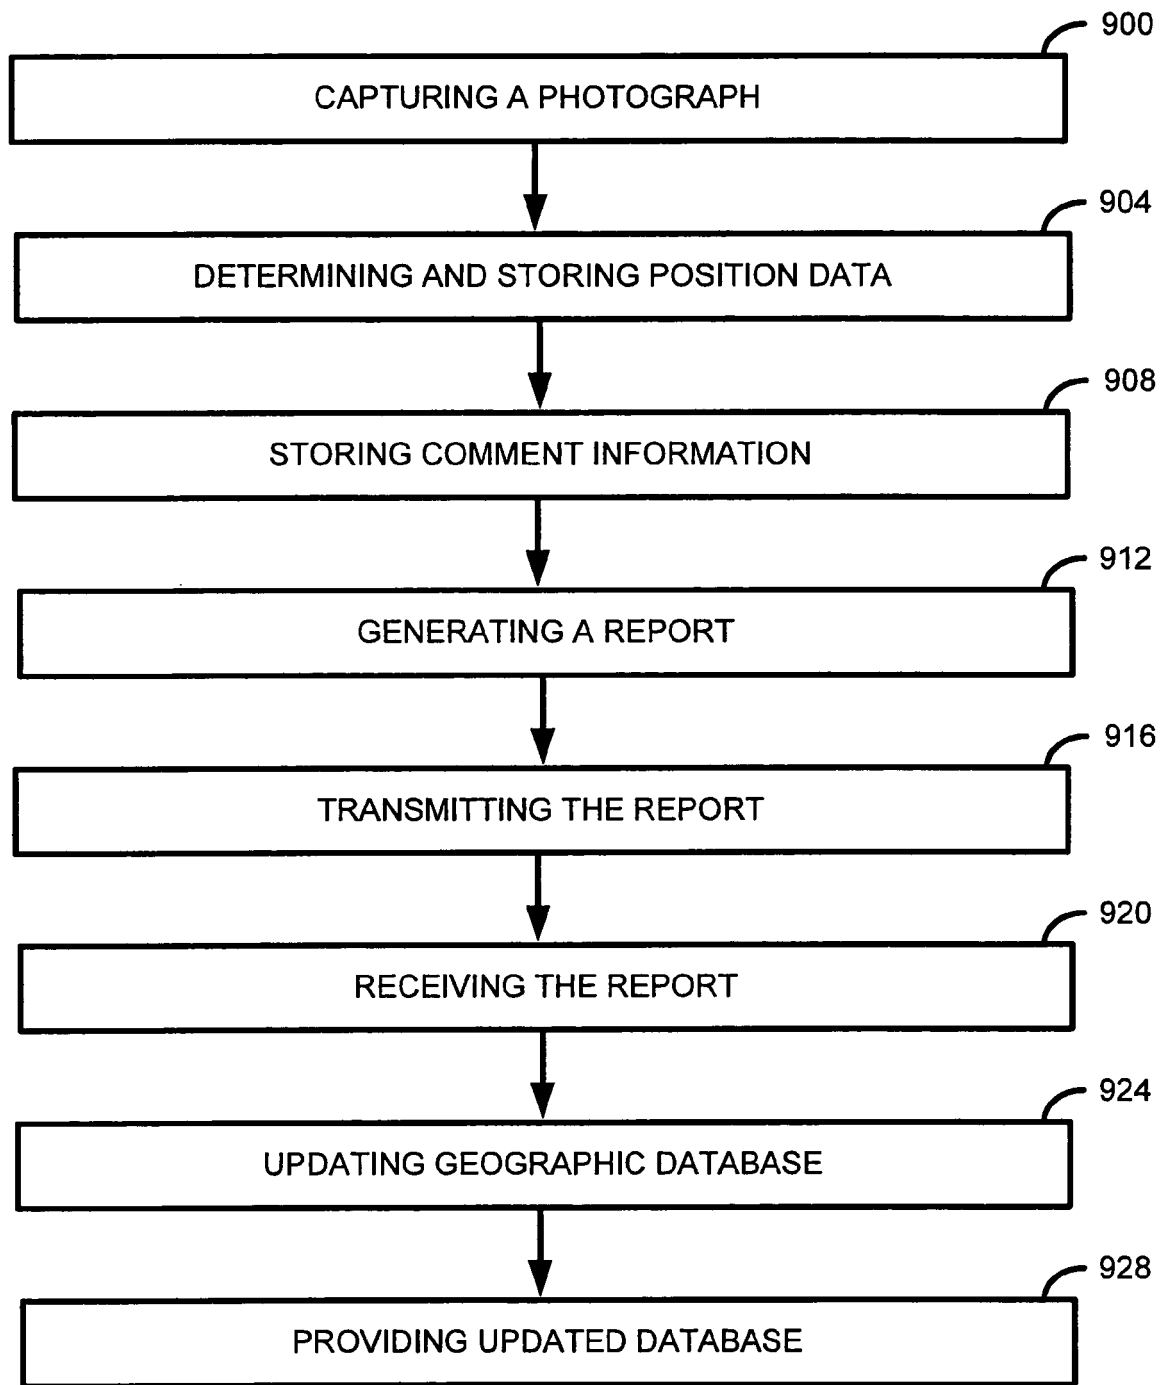 900
CAPTURING A PHOTOGRAPH
904
DETERMINING AND STORING POSITION DATA
908
STORING COMMENT INFORMATION
912
GENERATING A REPORT
916
TRANSMITTING THE REPORT
920
RECEIVING THE REPORT
924
UPDATING GEOGRAPHIC DATABASE
928
PROVIDING UPDATED DATABASE